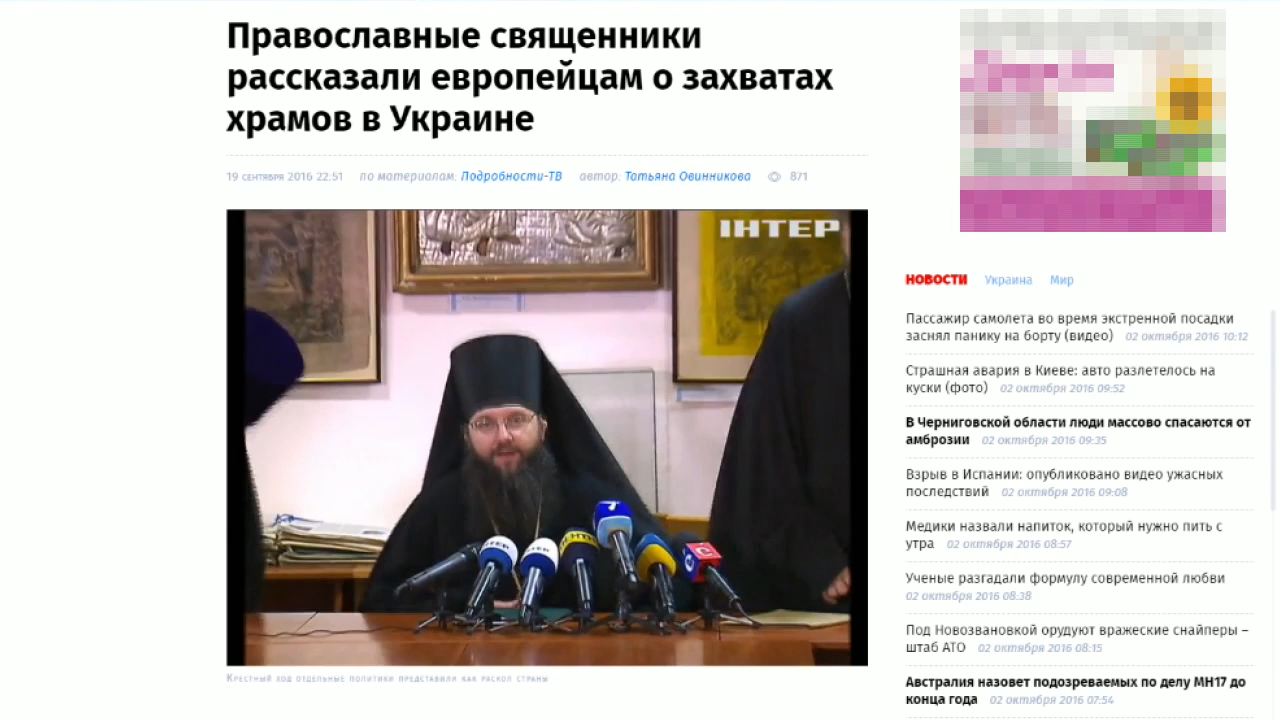 Православные священники
рассказали европейцам о захватах
храмов в Украине
19 сентября 2016 22:51 по материалам: Подробности-ТВ автор: Татьяна Овинникова 871
ІНТЕР
ІНТЕР
ІНТЕР
7
Крестный ход отдельные политики представили как раскол страны
НОВОСТИ Украина Мир
Пассажир самолета во время экстренной посадки
заснял панику на борту (видео) 02 октября 2016 10:12
Страшная авария в Киеве: авто разлетелось на
куски (фото) 02 октября 2016 09:52
В Черниговской области люди массово спасаются от
амброзии 02 октября 2016 09:35
Взрыв в Испании: опубликовано видео ужасных
последствий 02 октября 2016 09:08
Медики назвали напиток, который нужно пить с
утра 02 октября 2016 08:57
Ученые разгадали формулу современной любви
02 октября 2016 08:38
Под Новозвановкой орудуют вражеские снайперы –
штаб АТО 02 октября 2016 08:15
Австралия назовет подозреваемых по делу МН17 до
конца года 02 октября 2016 07:54